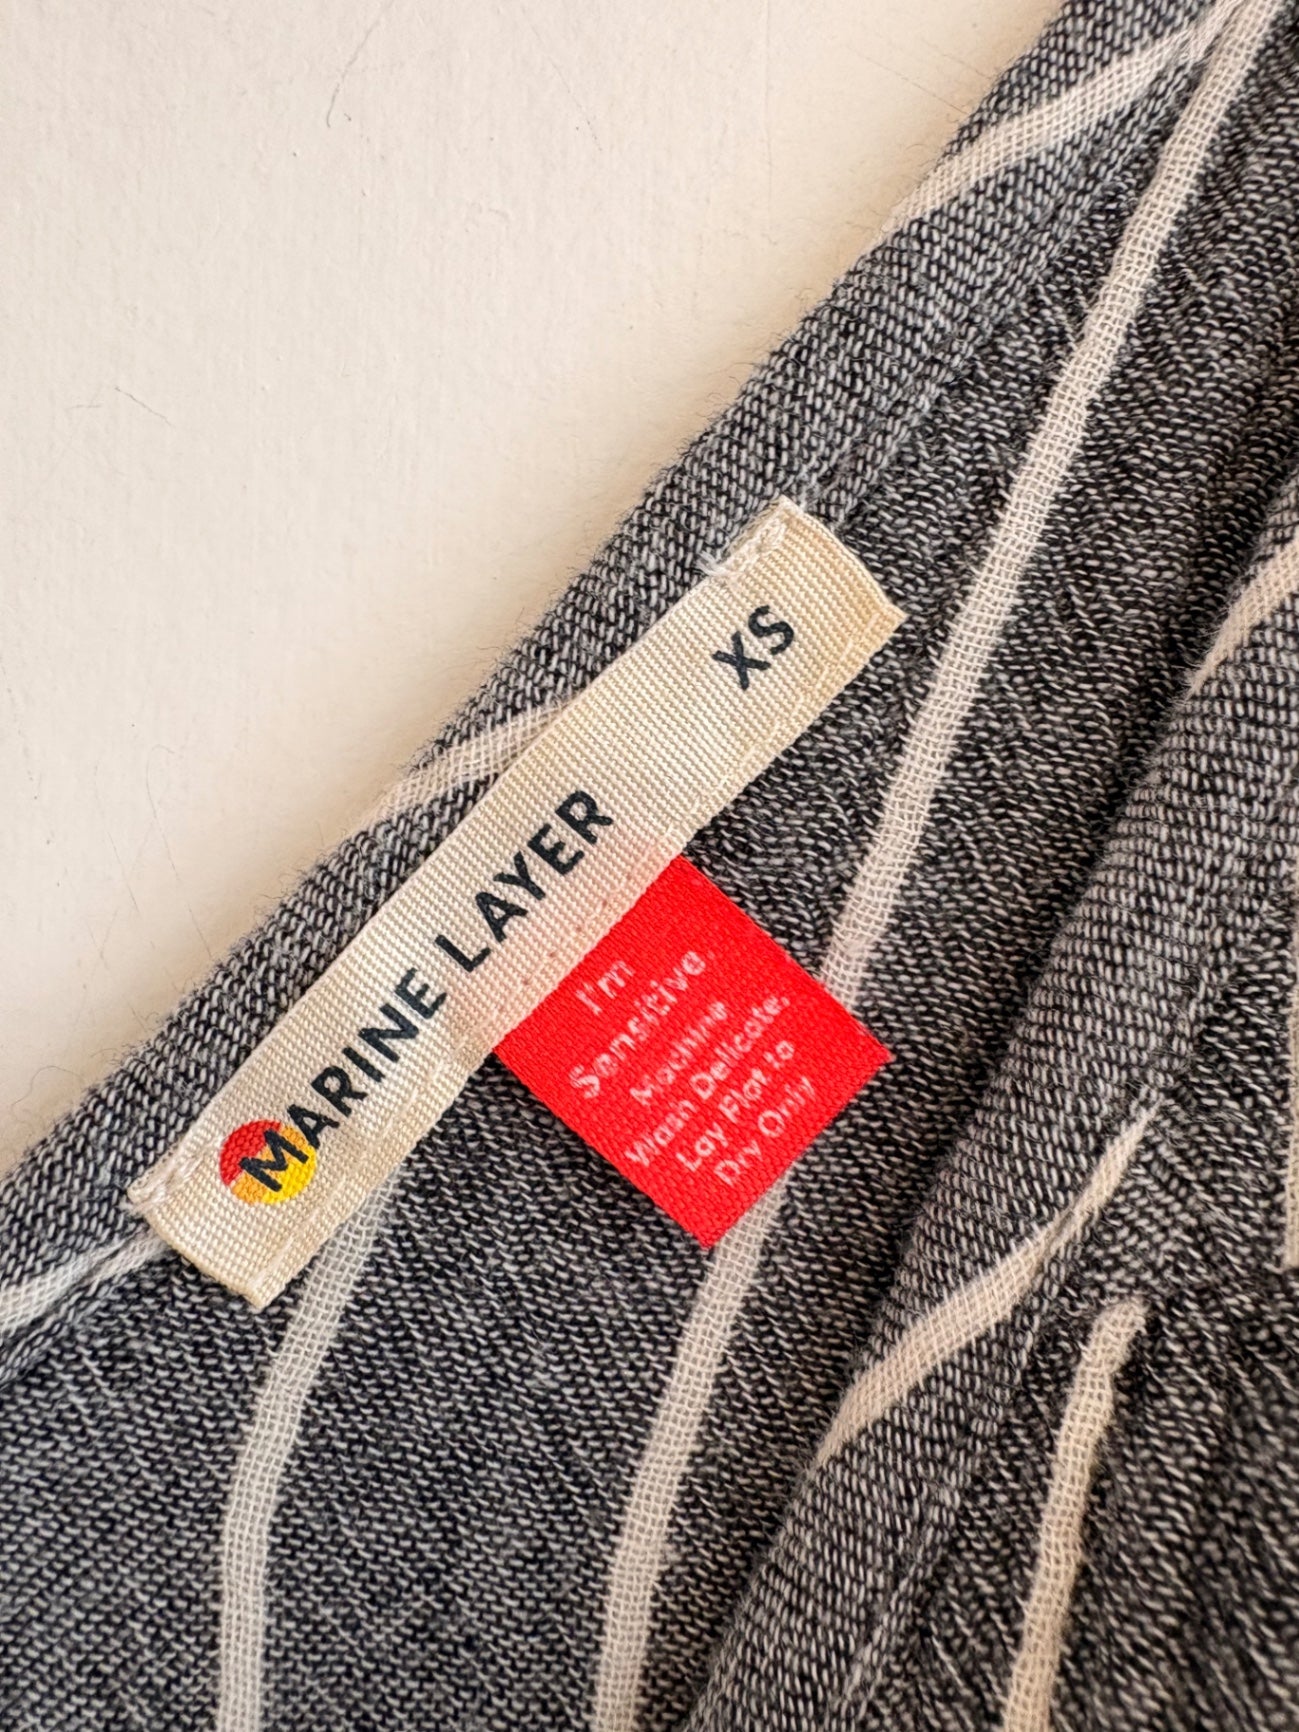 MARINE LAYER XS
I'm
Sensitive.
Machine
Wash Delicate.
Lay Flat to
Dry Only